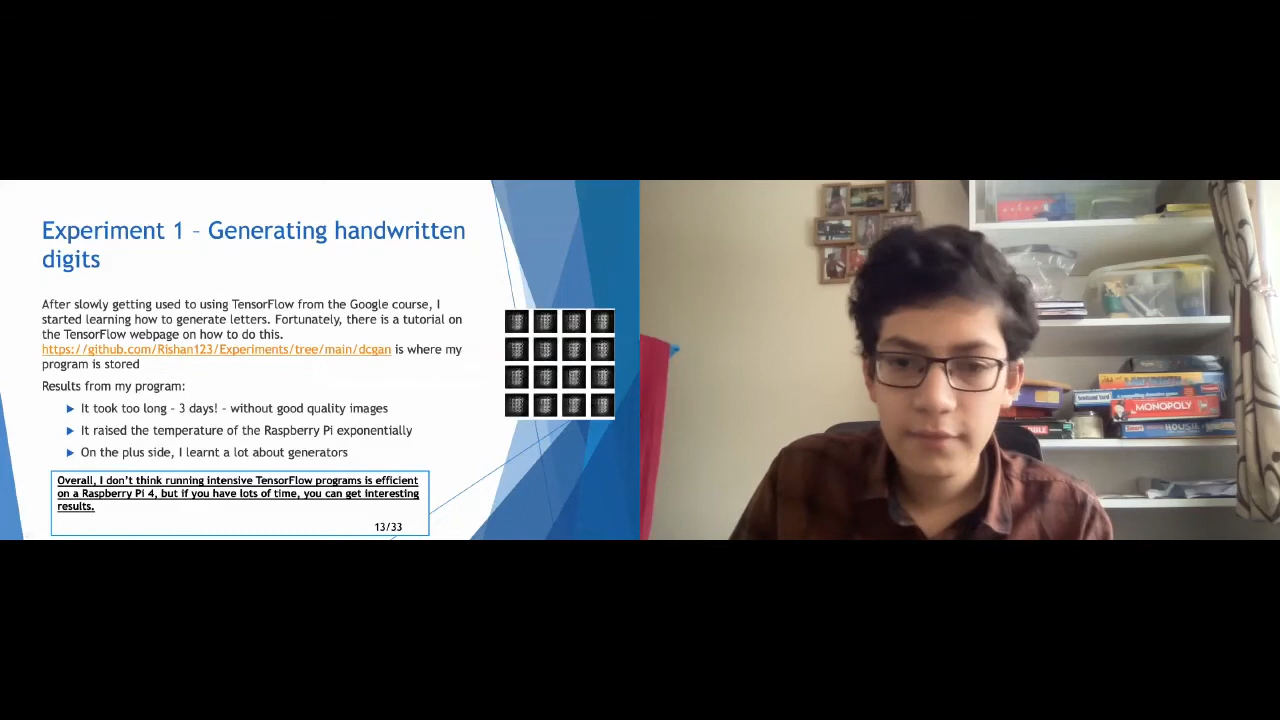 Experiment 1 – Generating handwritten
digits
After slowly getting used to using TensorFlow from the Google course, I
started learning how to generate letters. Fortunately, there is a tutorial on
the TensorFlow webpage on how to do this.
https://github.com/Rishan123/Experiments/tree/main/dcgan is where my
program is stored
Results from my program:
It took too long – 3 days! – without good quality images
It raised the temperature of the Raspberry Pi exponentially
On the plus side, I learnt a lot about generators
Overall, I don't think running intensive TensorFlow programs is efficient
on a Raspberry Pi 4, but if you have lots of time, you can get interesting
results.
13/33
Scotland Yard
MONOPOLY